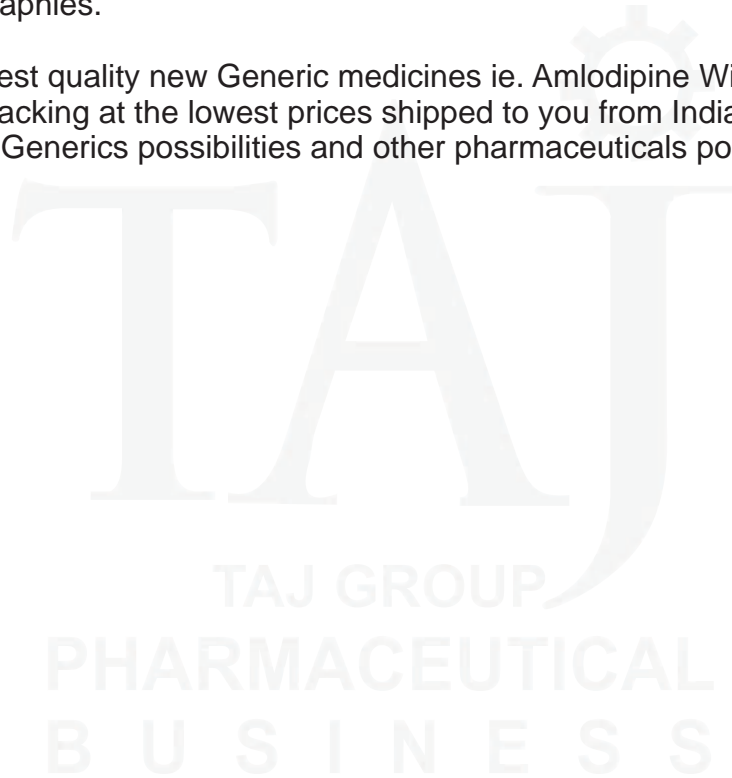 aphies.
est quality new Generic medicines ie. Amlodipine Wi
acking at the lowest prices shipped to you from India
Generics possibilities and other pharmaceuticals po
TAJ
TAJ GROUP
PHARMACEUTICAL
BUSINESS